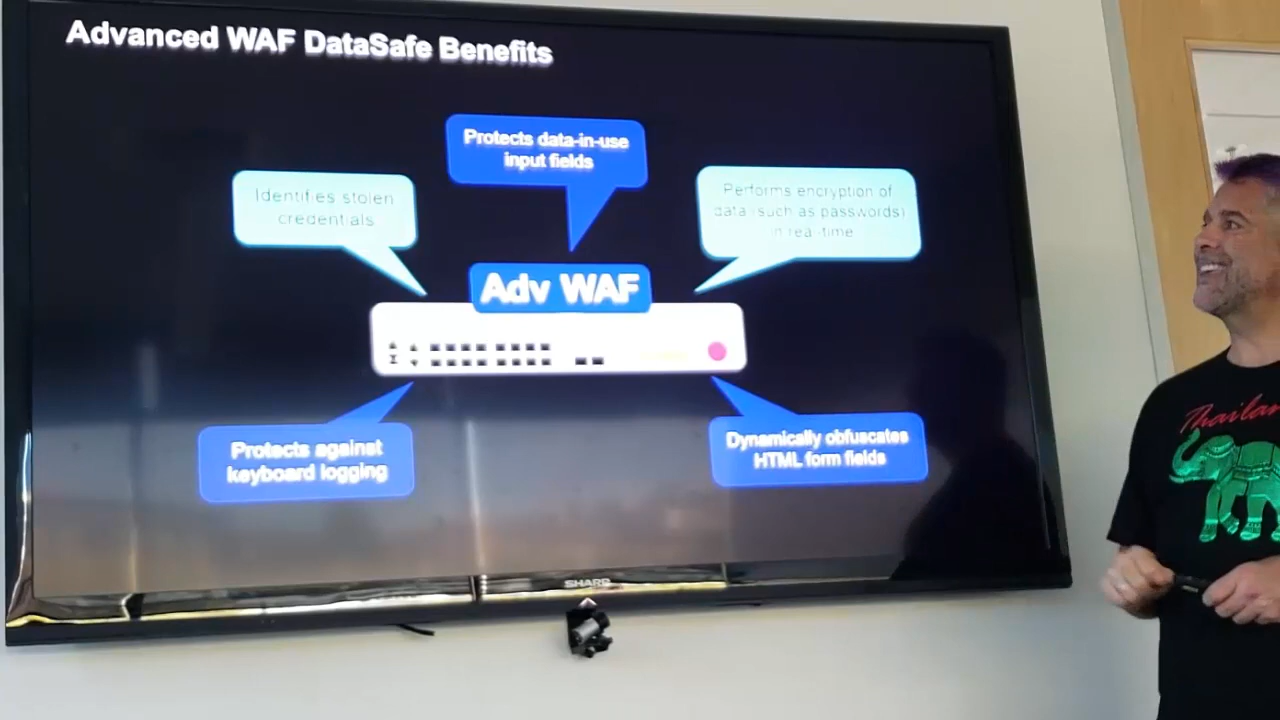 Advanced WAF DataSafe Benefits
Protects data-in-use
input fields
Identifies stolen
credentials
Performs encryption of
data (such as passwords)
in real-time
Adv WAF
Protects against
keyboard logging
Dynamically obfuscates
HTML form fields
SHARP
Thailan